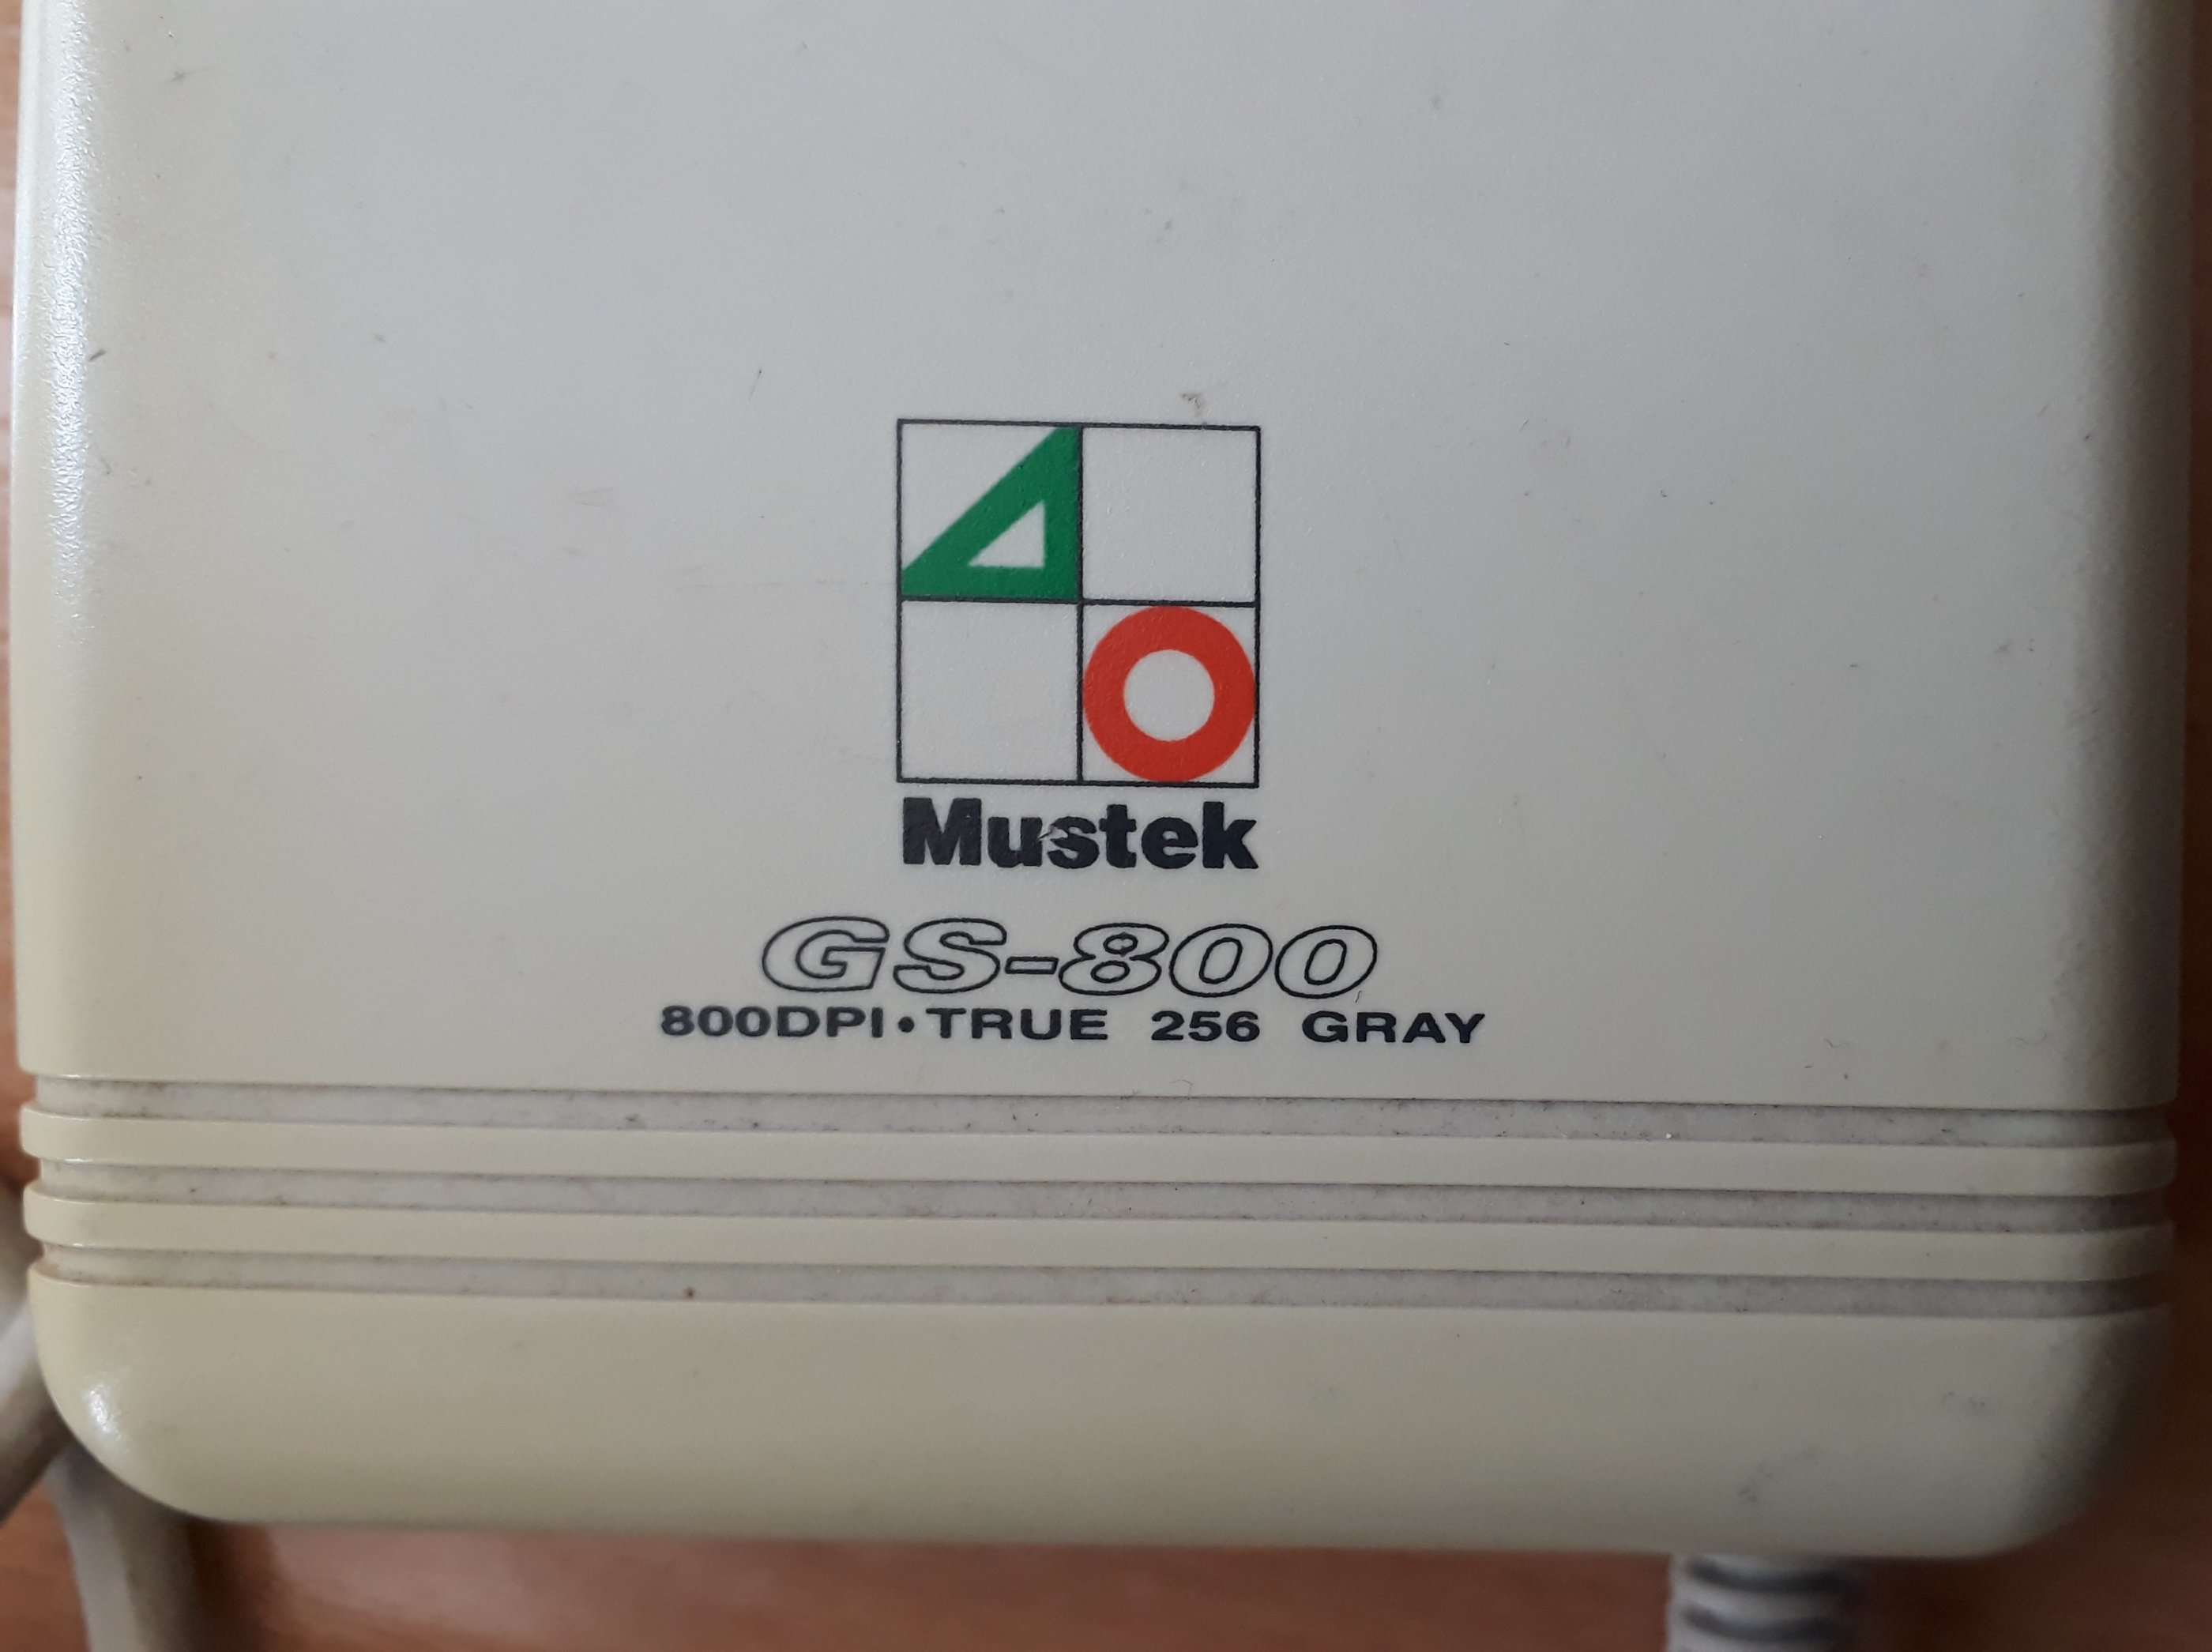 Mustek
GS-800
800DPI•TRUE 256 GRAY